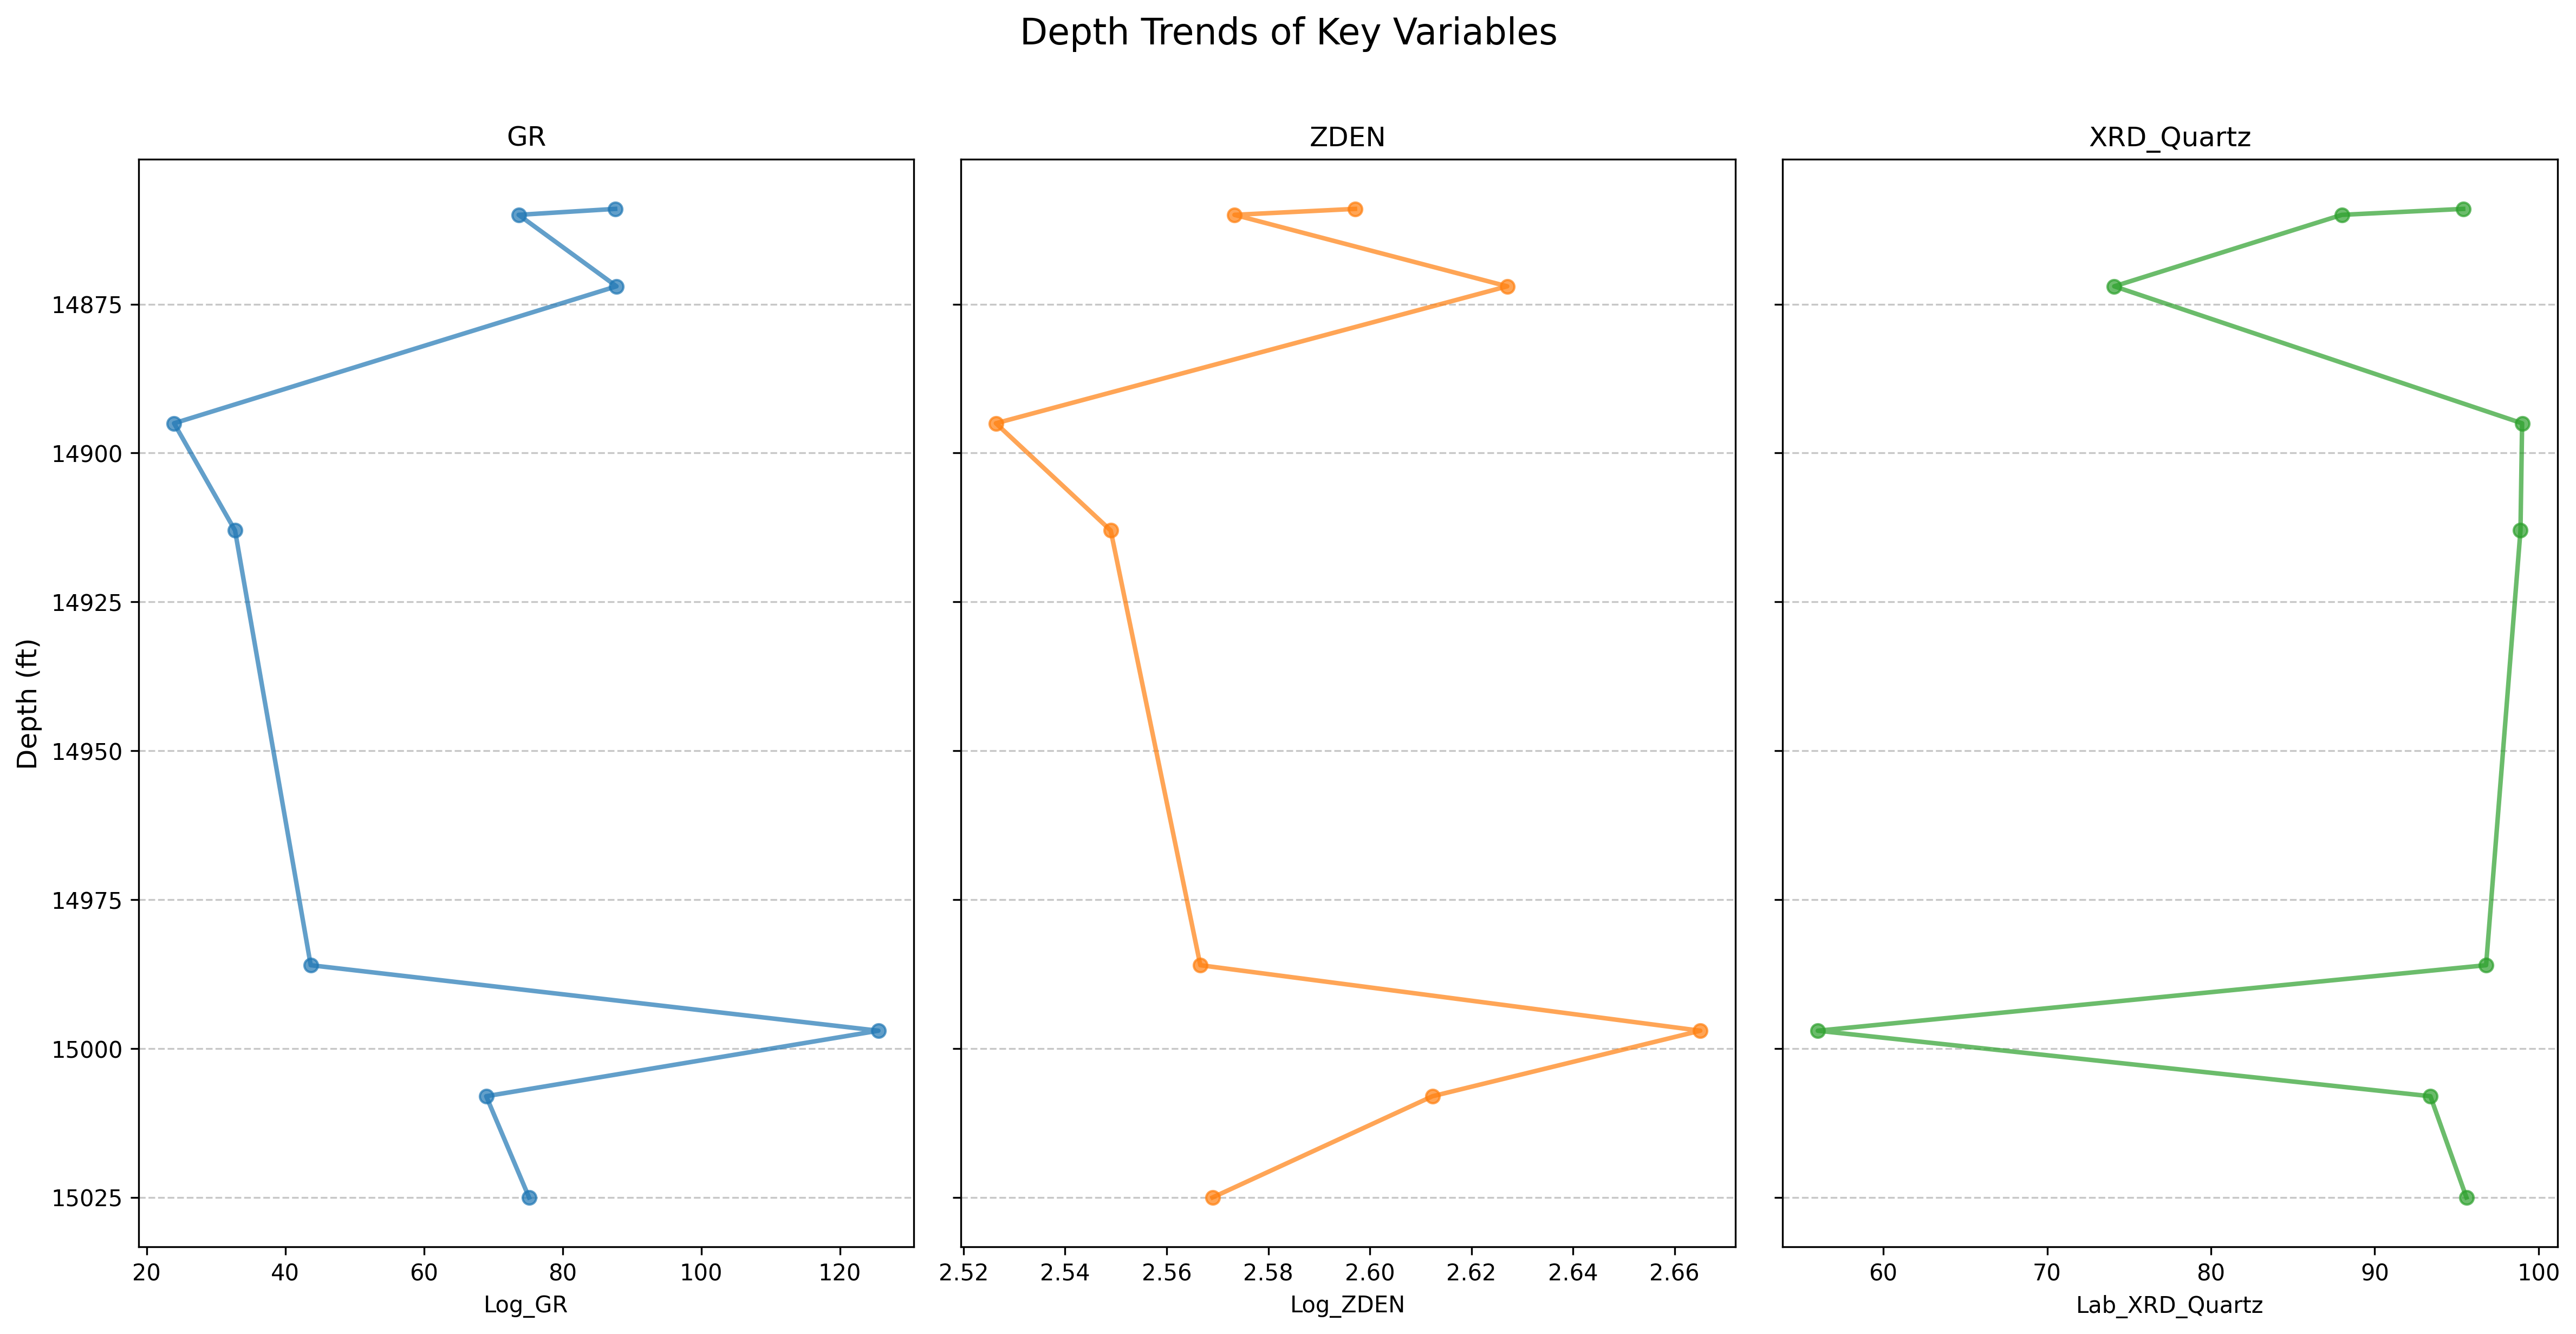 Depth Trends of Key Variables
GR
ZDEN
XRD_Quartz
Depth (ft)
14875
14900
14925
14950
14975
15000
15025
20 40 60 80 100 120
2.52 2.54 2.56 2.58 2.60 2.62 2.64 2.66
60 70 80 90 100
Log_GR
Log_ZDEN
Lab_XRD_Quartz